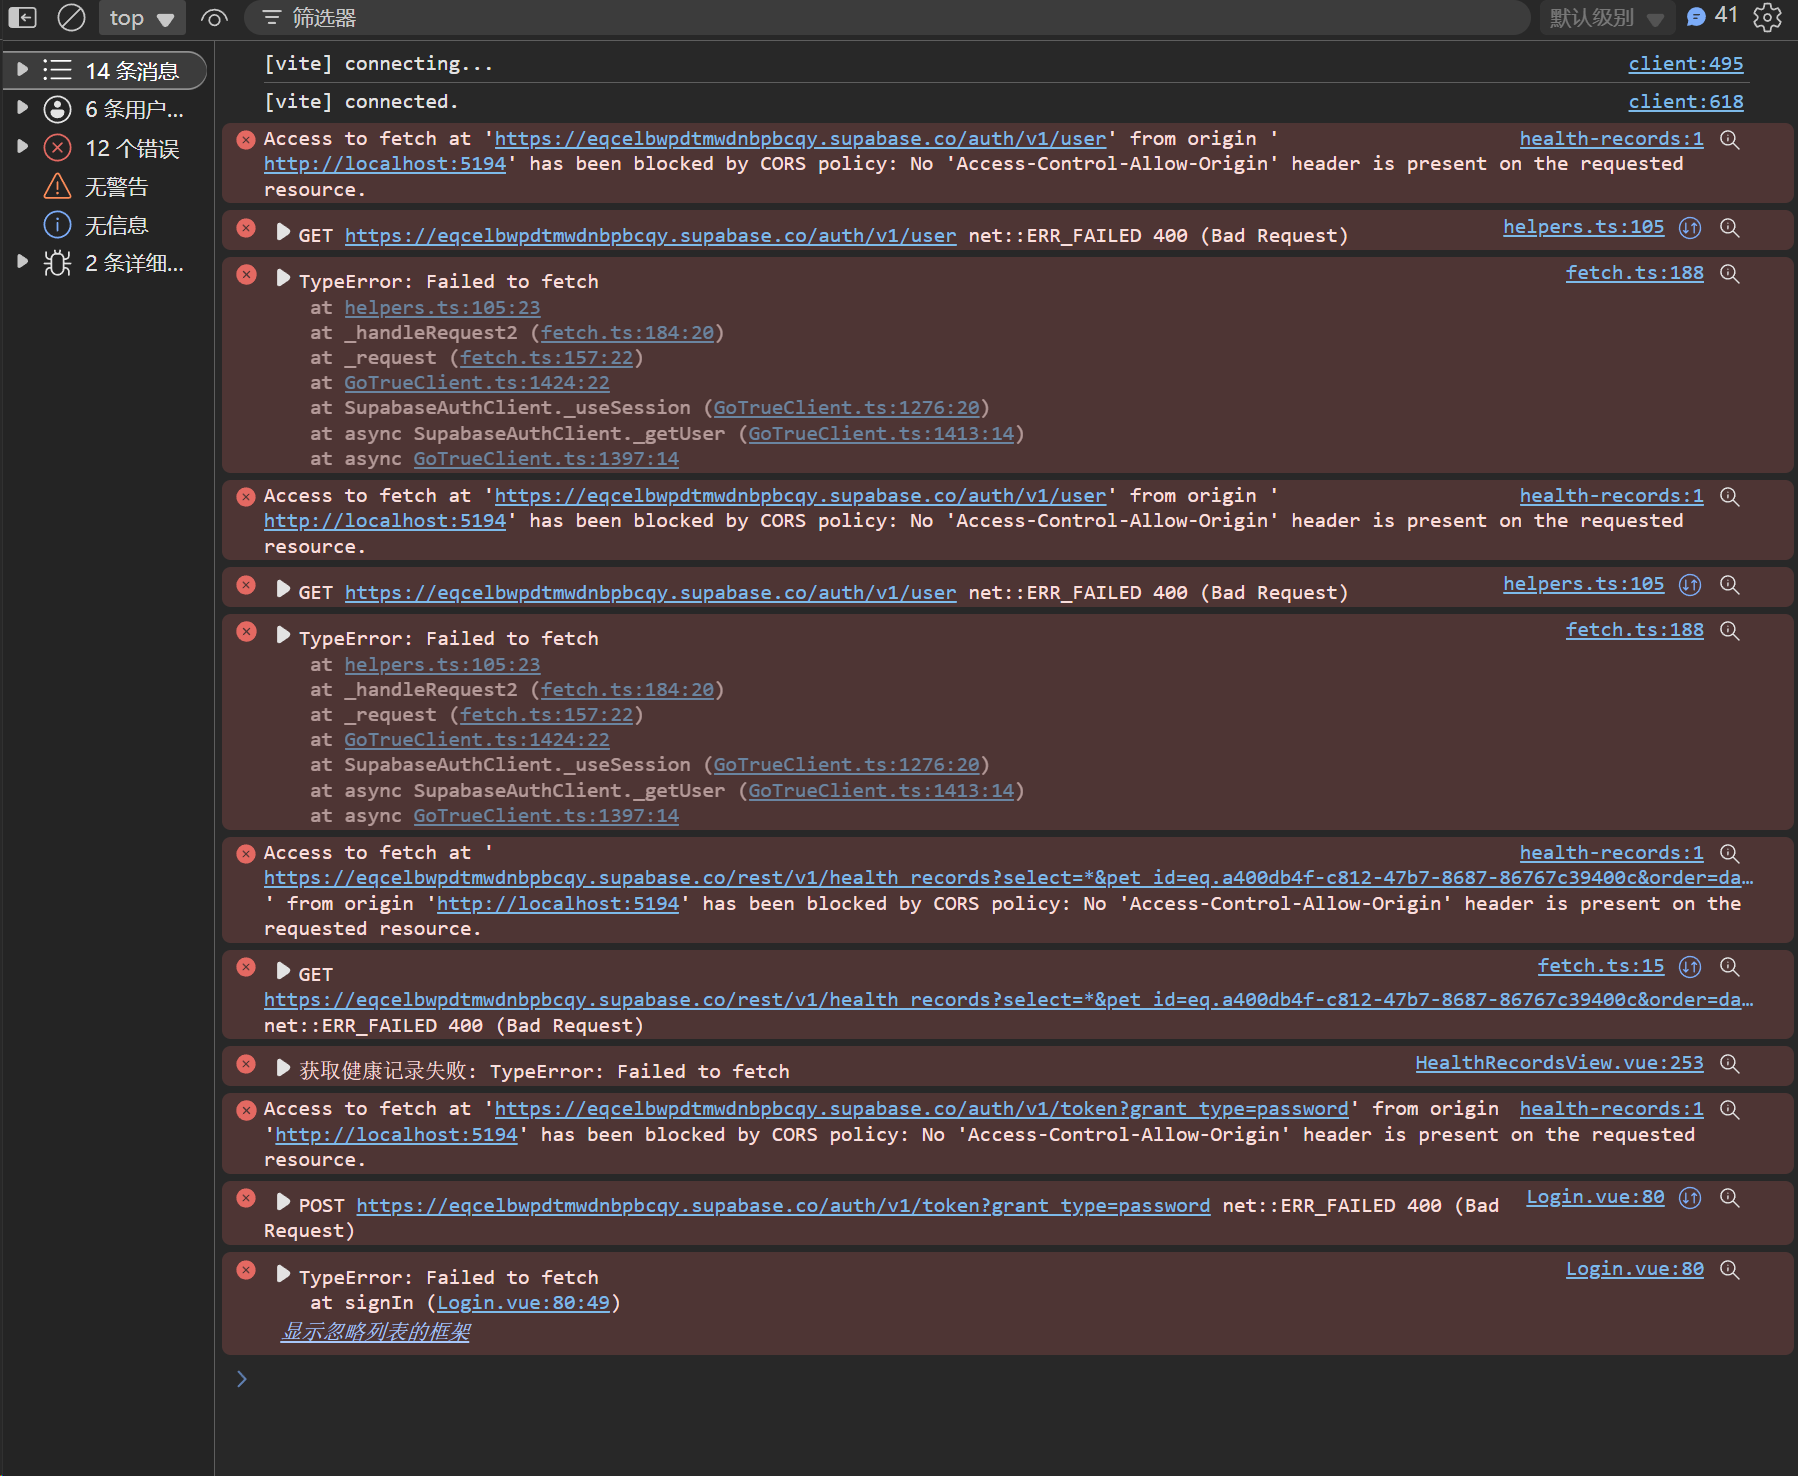 top
筛选器
默认级别
41
14 条消息
6 条用户...
12 个错误
无警告
无信息
2 条详细...
[vite] connecting...
client:495
[vite] connected.
client:618
Access to fetch at 'https://eqcelbwpdtmwdnbpbcqy.supabase.co/auth/v1/user' from origin '
health-records:1
http://localhost:5194' has been blocked by CORS policy: No 'Access-Control-Allow-Origin' header is present on the requested
resource.
GET https://eqcelbwpdtmwdnbpbcqy.supabase.co/auth/v1/user net::ERR_FAILED 400 (Bad Request)
helpers.ts:105
TypeError: Failed to fetch
fetch.ts:188
at helpers.ts:105:23
at _handleRequest2 (fetch.ts:184:20)
at _request (fetch.ts:157:22)
at GoTrueClient.ts:1424:22
at SupabaseAuthClient._useSession (GoTrueClient.ts:1276:20)
at async SupabaseAuthClient._getUser (GoTrueClient.ts:1413:14)
at async GoTrueClient.ts:1397:14
Access to fetch at 'https://eqcelbwpdtmwdnbpbcqy.supabase.co/auth/v1/user' from origin '
health-records:1
http://localhost:5194' has been blocked by CORS policy: No 'Access-Control-Allow-Origin' header is present on the requested
resource.
GET https://eqcelbwpdtmwdnbpbcqy.supabase.co/auth/v1/user net::ERR_FAILED 400 (Bad Request)
helpers.ts:105
TypeError: Failed to fetch
fetch.ts:188
at helpers.ts:105:23
at _handleRequest2 (fetch.ts:184:20)
at _request (fetch.ts:157:22)
at GoTrueClient.ts:1424:22
at SupabaseAuthClient._useSession (GoTrueClient.ts:1276:20)
at async SupabaseAuthClient._getUser (GoTrueClient.ts:1413:14)
at async GoTrueClient.ts:1397:14
Access to fetch at '
health-records:1
https://eqcelbwpdtmwdnbpbcqy.supabase.co/rest/v1/health_records?select=*&pet_id=eq.a400db4f-c812-47b7-8687-86767c39400c&order=da…
' from origin 'http://localhost:5194' has been blocked by CORS policy: No 'Access-Control-Allow-Origin' header is present on the
requested resource.
GET
fetch.ts:15
https://eqcelbwpdtmwdnbpbcqy.supabase.co/rest/v1/health_records?select=*&pet_id=eq.a400db4f-c812-47b7-8687-86767c39400c&order=da…
net::ERR_FAILED 400 (Bad Request)
获取健康记录失败: TypeError: Failed to fetch
HealthRecordsView.vue:253
Access to fetch at 'https://eqcelbwpdtmwdnbpbcqy.supabase.co/auth/v1/token?grant_type=password' from origin
health-records:1
'http://localhost:5194' has been blocked by CORS policy: No 'Access-Control-Allow-Origin' header is present on the requested
resource.
POST https://eqcelbwpdtmwdnbpbcqy.supabase.co/auth/v1/token?grant_type=password net::ERR_FAILED 400 (Bad
Login.vue:80
Request)
TypeError: Failed to fetch
Login.vue:80
at signIn (Login.vue:80:49)
显示忽略列表的框架